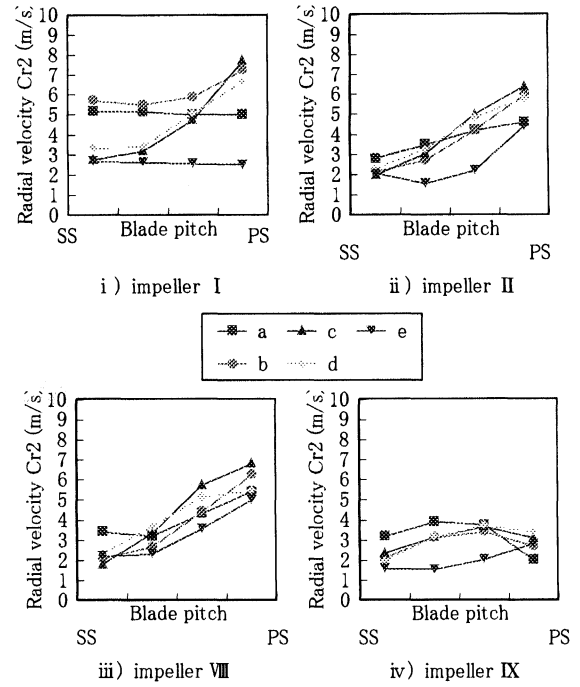 Radial velocity Cr2 (m/s)
10
9
8
7
6
5
4
3
2
1
0
Blade pitch
SS
PS
i) impeller Ⅰ
Radial velocity Cr2 (m/s)
10
9
8
7
6
5
4
3
2
1
0
Blade pitch
SS
PS
ii) impeller Ⅱ
a c e
b d
Radial velocity Cr2 (m/s)
10
9
8
7
6
5
4
3
2
1
0
Blade pitch
SS
PS
iii) impeller Ⅷ
Radial velocity Cr2 (m/s)
10
9
8
7
6
5
4
3
2
1
0
Blade pitch
SS
PS
iv) impeller Ⅸ